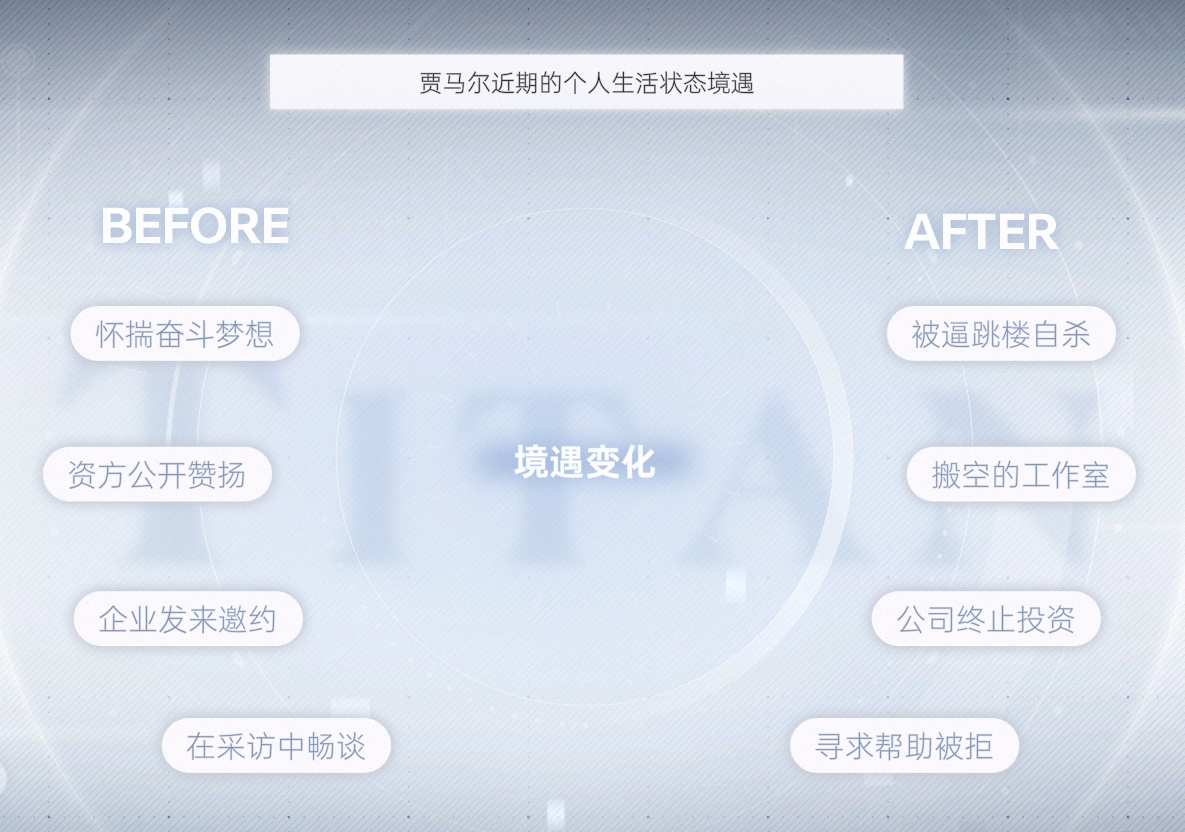 贾马尔近期的个人生活状态境遇
BEFORE
AFTER
怀揣奋斗梦想
被逼跳楼自杀
TITAN
境遇变化
资方公开赞扬
搬空的工作室
企业发来邀约
公司终止投资
在采访中畅谈
寻求帮助被拒